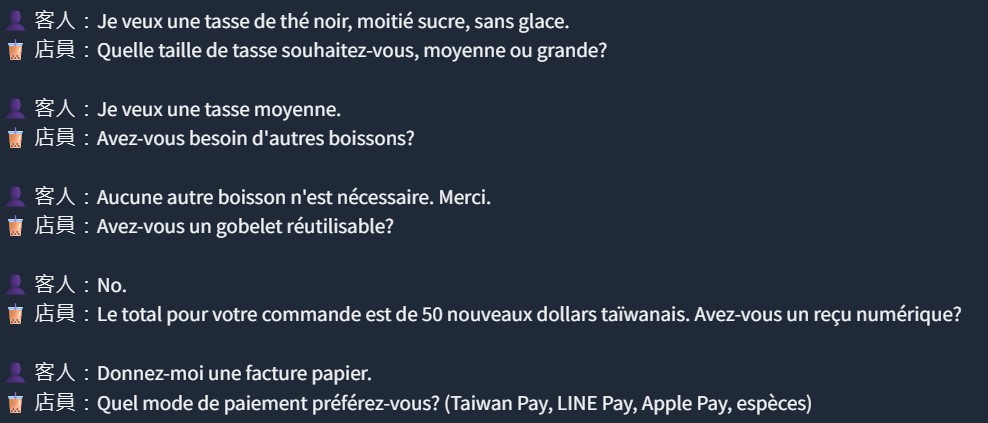 客人：Je veux une tasse de thé noir, moitié sucre, sans glace.
店員：Quelle taille de tasse souhaitez-vous, moyenne ou grande?
客人：Je veux une tasse moyenne.
店員：Avez-vous besoin d'autres boissons?
客人：Aucune autre boisson n'est nécessaire. Merci.
店員：Avez-vous un gobelet réutilisable?
客人：No.
店員：Le total pour votre commande est de 50 nouveaux dollars taïwanais. Avez-vous un reçu numérique?
客人：Donnez-moi une facture papier.
店員：Quel mode de paiement préférez-vous? (Taiwan Pay, LINE Pay, Apple Pay, espèces)